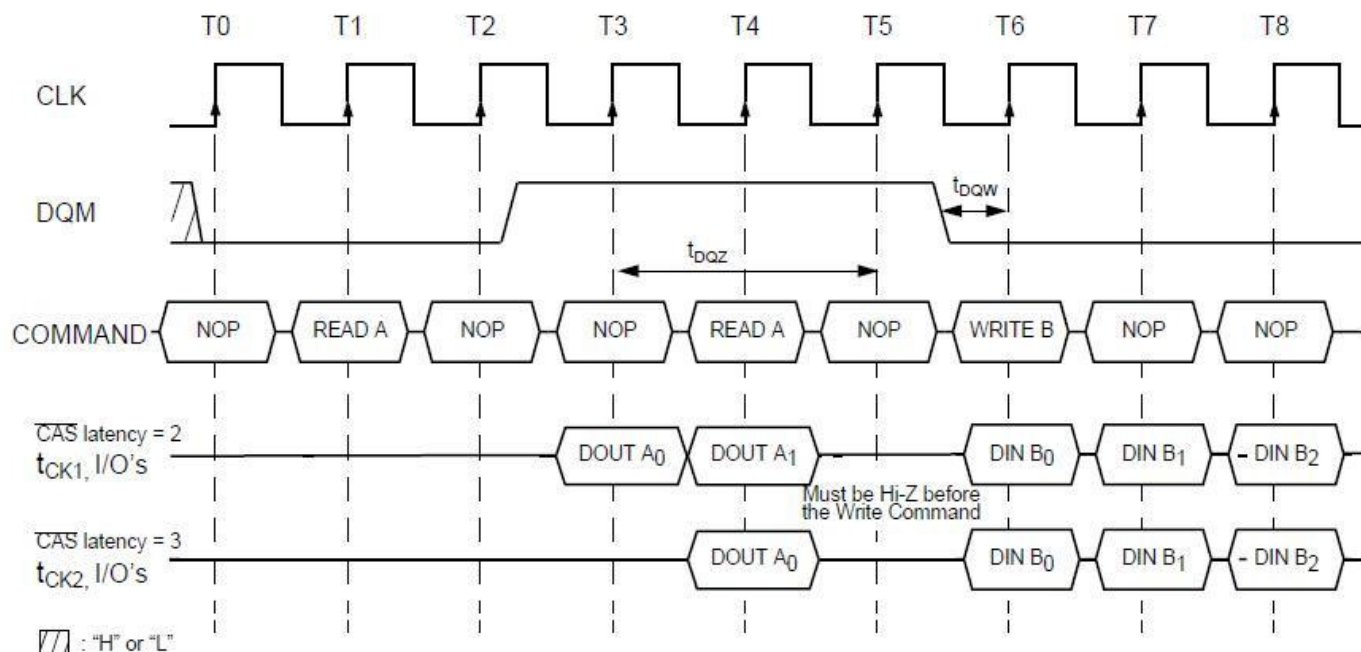 T0 T1 T2 T3 T4 T5 T6 T7 T8
CLK
DQM
tDQW
tDQZ
COMMAND NOP READ A NOP NOP READ A NOP WRITE B NOP NOP
CAS latency = 2
tCK1, I/O's
DOUT A0 DOUT A1 DIN B0 DIN B1 DIN B2
Must be Hi-Z before
the Write Command
CAS latency = 3
tCK2, I/O's
DOUT A0 DIN B0 DIN B1 DIN B2
: "H" or "L"